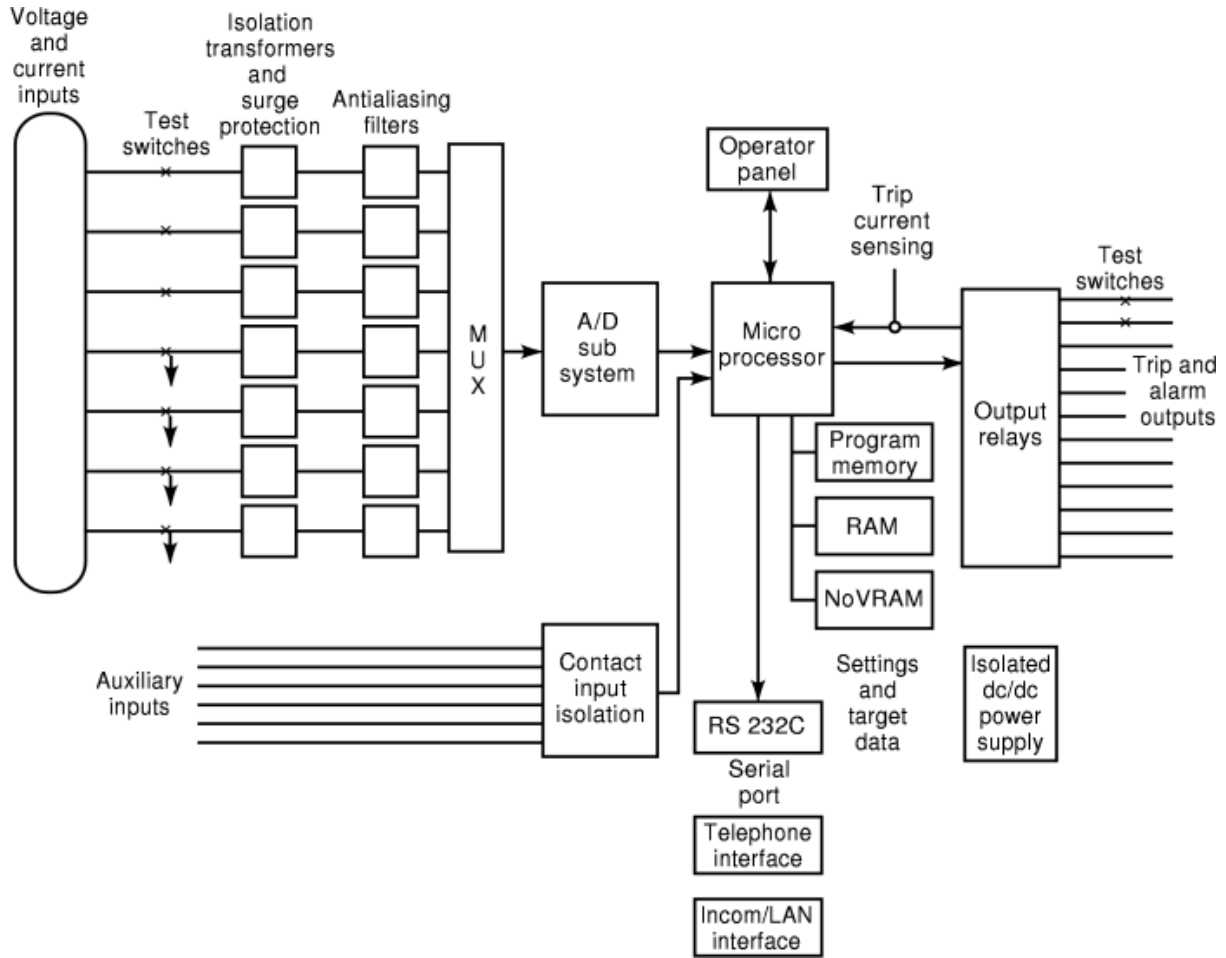 Voltage
and
current
inputs
Test
switches
Isolation
transformers
and
surge
protection
Antialiasing
filters
MUX
A/D
sub
system
Operator
panel
Micro
processor
Trip
current
sensing
Output
relays
Test
switches
Trip and
alarm
outputs
Program
memory
RAM
NoVRAM
Settings
and
target
data
Isolated
dc/dc
power
supply
Auxiliary
inputs
Contact
input
isolation
RS 232C
Serial
port
Telephone
interface
Incom/LAN
interface